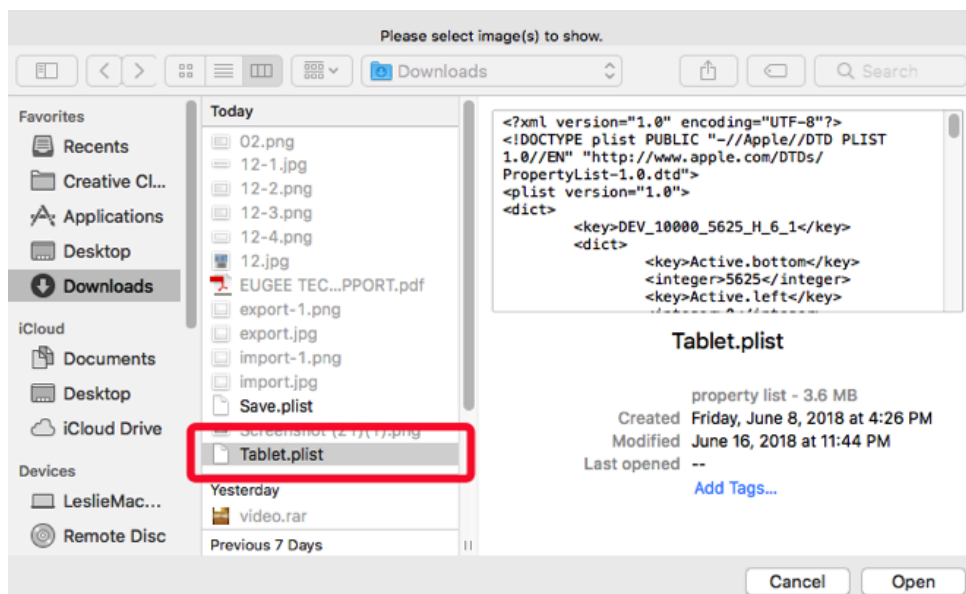 Please select image(s) to show.
Downloads
Search
Favorites
Recents
Creative Cl...
Applications
Desktop
Downloads
iCloud
Documents
Desktop
iCloud Drive
Devices
LeslieMac...
Remote Disc
Today
02.png
12-1.jpg
12-2.png
12-3.png
12-4.png
12.jpg
EUGEE TEC...PPORT.pdf
export-1.png
export.jpg
import-1.png
import.jpg
Save.plist
Screenshot (21)(1).png
Tablet.plist
Yesterday
video.rar
Previous 7 Days
<?xml version="1.0" encoding="UTF-8"?>
<!DOCTYPE plist PUBLIC "-//Apple//DTD PLIST
1.0//EN" "http://www.apple.com/DTDs/
PropertyList-1.0.dtd">
<plist version="1.0">
<dict>
<key>DEV_10000_5625_H_6_1</key>
<dict>
<key>Active.bottom</key>
<integer>5625</integer>
<key>Active.left</key>
<integer>0</integer>
Tablet.plist
property list - 3.6 MB
Created Friday, June 8, 2018 at 4:26 PM
Modified June 16, 2018 at 11:44 PM
Last opened --
Add Tags...
Cancel
Open